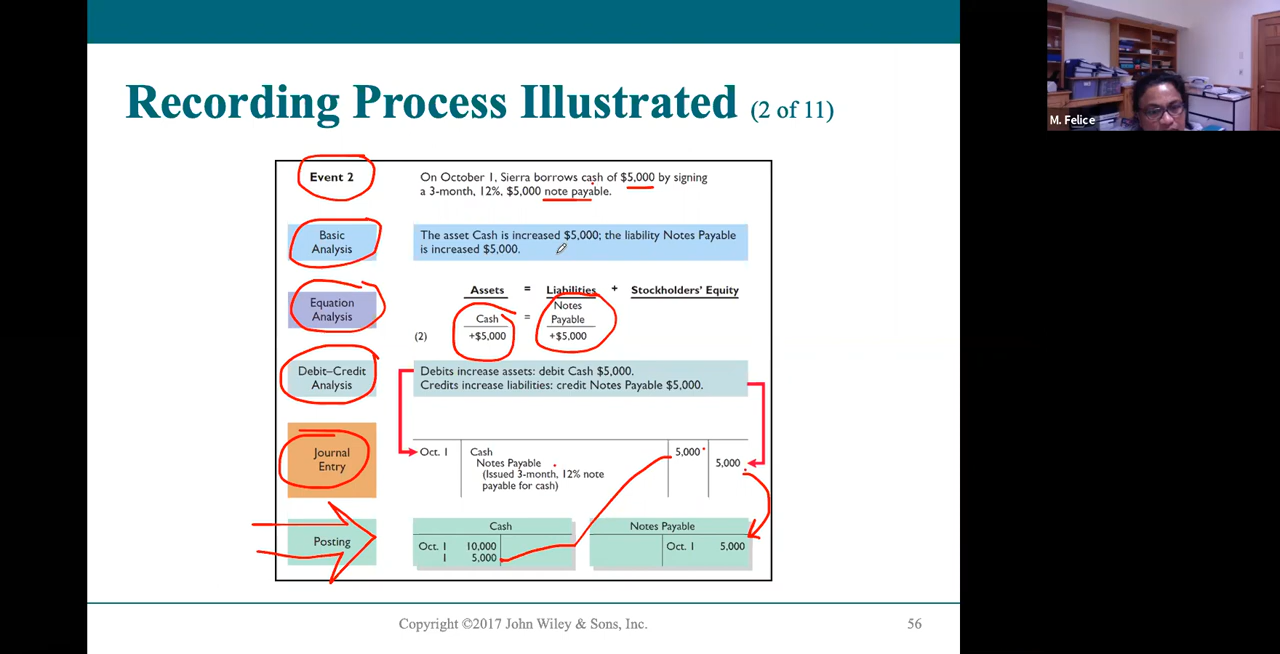 Recording Process Illustrated (2 of 11)
M. Felice
Event 2
On October 1, Sierra borrows cash of $5,000 by signing
a 3-month, 12%, $5,000 note payable.
Basic
Analysis
The asset Cash is increased $5,000; the liability Notes Payable
is increased $5,000.
Equation
Analysis
Assets = Liabilities + Stockholders' Equity
Notes
Cash = Payable
(2) +$5,000 +$5,000
Debit–Credit
Analysis
Debits increase assets: debit Cash $5,000.
Credits increase liabilities: credit Notes Payable $5,000.
Journal
Entry
Oct. 1 Cash 5,000
Notes Payable 5,000
(Issued 3-month, 12% note
payable for cash)
Posting
Cash
Oct. 1 10,000
1 5,000
Notes Payable
Oct. 1 5,000
Copyright ©2017 John Wiley & Sons, Inc.
56